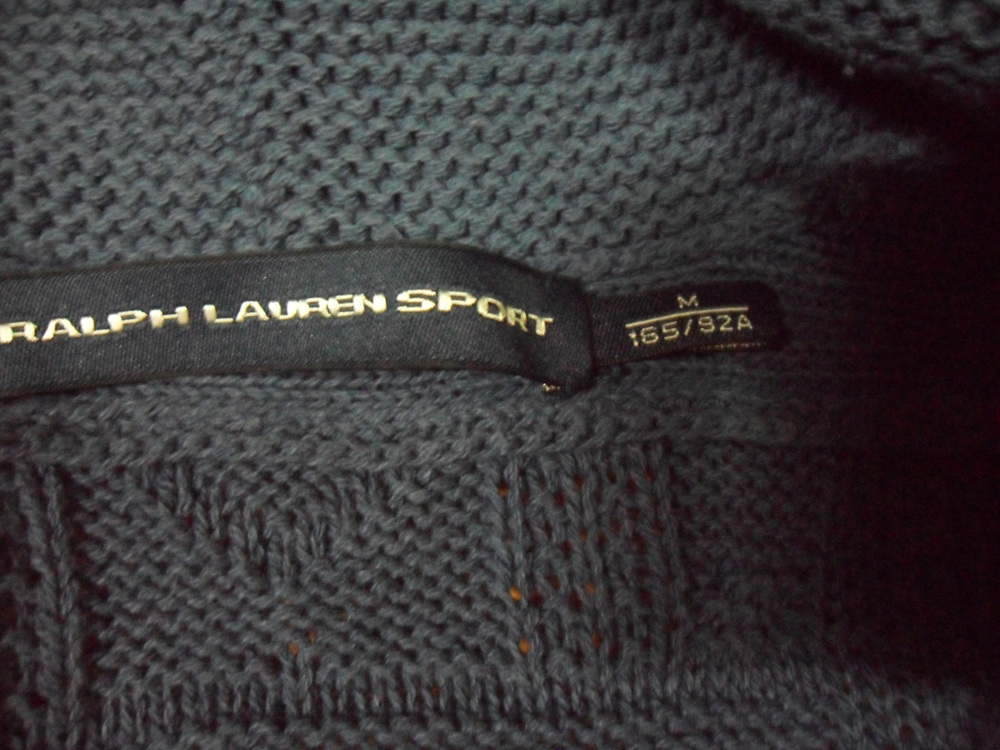 RALPH LAUREN SPORT
M
165/92A